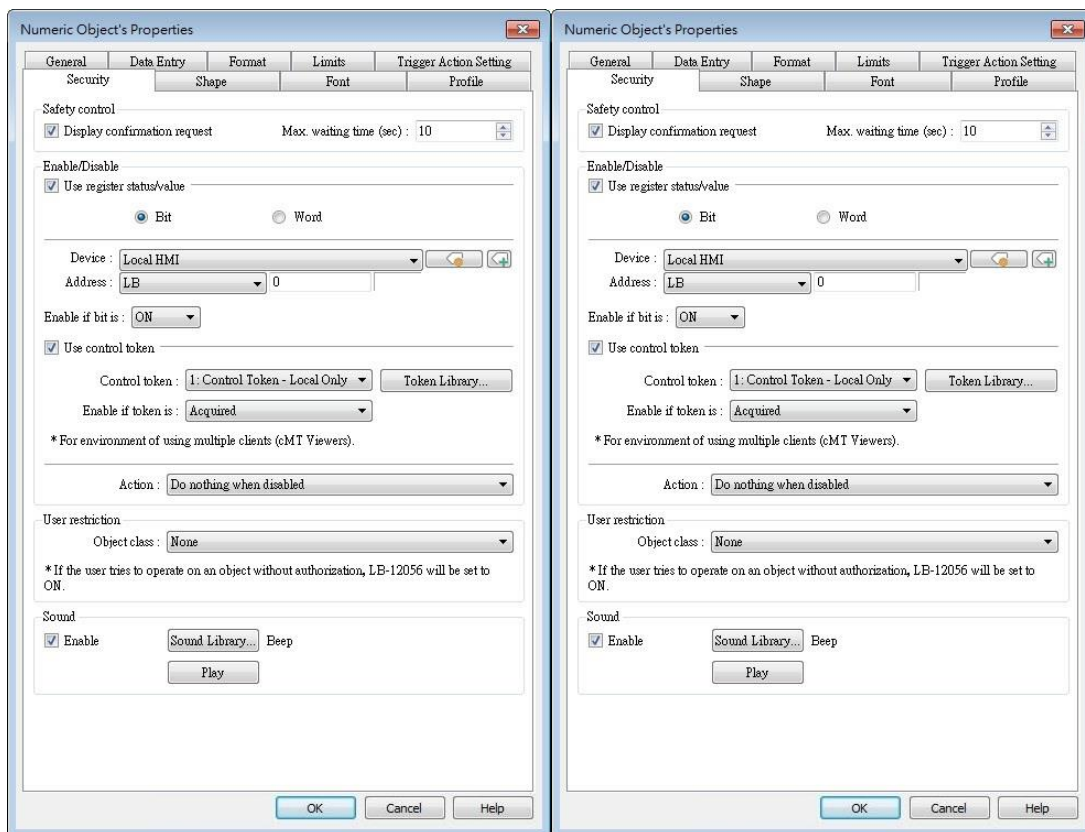 Numeric Object's Properties
General Data Entry Format Limits Trigger Action Setting
Security Shape Font Profile
Safety control
Display confirmation request Max. waiting time (sec) : 10
Enable/Disable
Use register status/value
Bit Word
Device : Local HMI
Address : LB 0
Enable if bit is : ON
Use control token
Control token : 1: Control Token - Local Only Token Library...
Enable if token is : Acquired
* For environment of using multiple clients (cMT Viewers).
Action : Do nothing when disabled
User restriction
Object class : None
* If the user tries to operate on an object without authorization, LB-12056 will be set to
ON.
Sound
Enable Sound Library... Beep
Play
OK Cancel Help
Numeric Object's Properties
General Data Entry Format Limits Trigger Action Setting
Security Shape Font Profile
Safety control
Display confirmation request Max. waiting time (sec) : 10
Enable/Disable
Use register status/value
Bit Word
Device : Local HMI
Address : LB 0
Enable if bit is : ON
Use control token
Control token : 1: Control Token - Local Only Token Library...
Enable if token is : Acquired
* For environment of using multiple clients (cMT Viewers).
Action : Do nothing when disabled
User restriction
Object class : None
* If the user tries to operate on an object without authorization, LB-12056 will be set to
ON.
Sound
Enable Sound Library... Beep
Play
OK Cancel Help